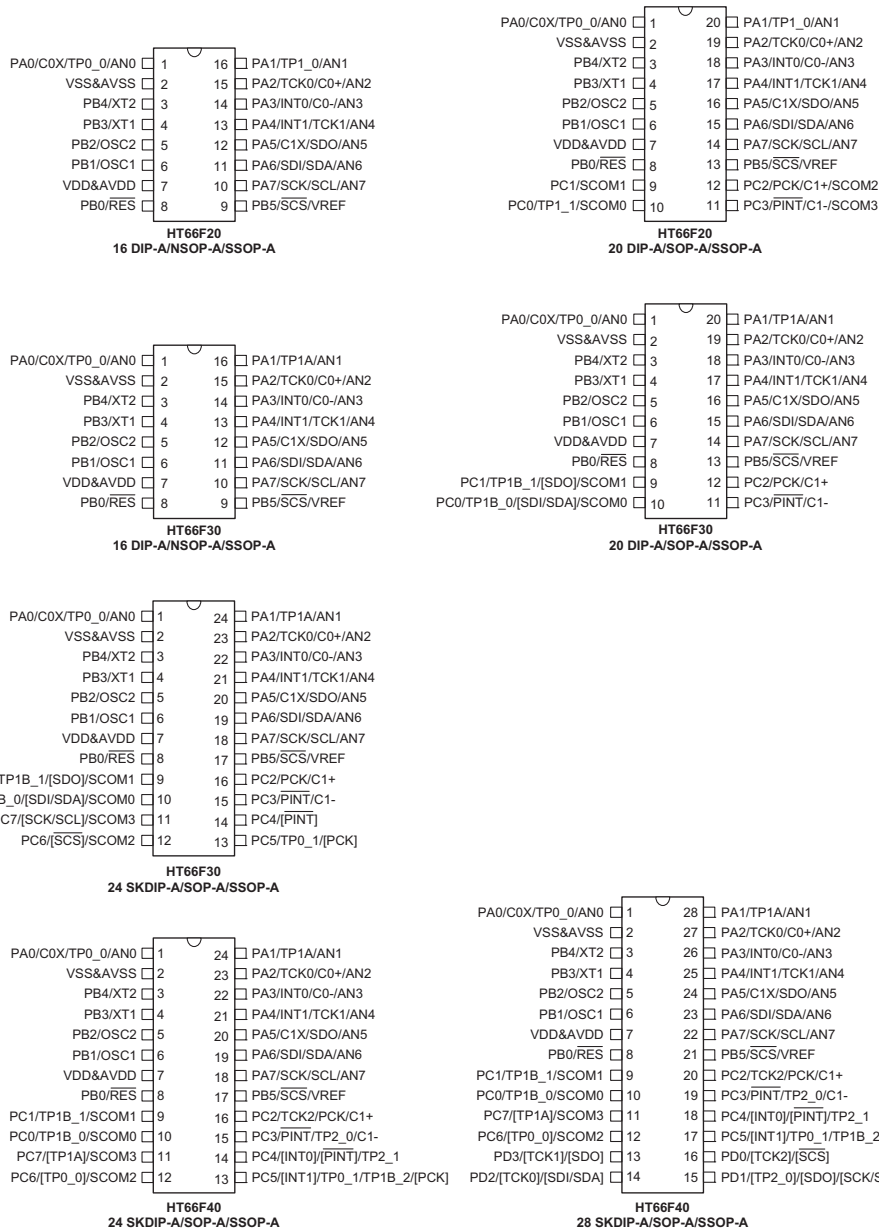 PA0/C0X/TP0_0/AN0 1 16 PA1/TP1_0/AN1
VSS&AVSS 2 15 PA2/TCK0/C0+/AN2
PB4/XT2 3 14 PA3/INT0/C0-/AN3
PB3/XT1 4 13 PA4/INT1/TCK1/AN4
PB2/OSC2 5 12 PA5/C1X/SDO/AN5
PB1/OSC1 6 11 PA6/SDI/SDA/AN6
VDD&AVDD 7 10 PA7/SCK/SCL/AN7
PB0/RES 8 9 PB5/SCS/VREF
HT66F20
16 DIP-A/NSOP-A/SSOP-A
PA0/C0X/TP0_0/AN0 1 20 PA1/TP1_0/AN1
VSS&AVSS 2 19 PA2/TCK0/C0+/AN2
PB4/XT2 3 18 PA3/INT0/C0-/AN3
PB3/XT1 4 17 PA4/INT1/TCK1/AN4
PB2/OSC2 5 16 PA5/C1X/SDO/AN5
PB1/OSC1 6 15 PA6/SDI/SDA/AN6
VDD&AVDD 7 14 PA7/SCK/SCL/AN7
PB0/RES 8 13 PB5/SCS/VREF
PC1/SCOM1 9 12 PC2/PCK/C1+/SCOM2
PC0/TP1_1/SCOM0 10 11 PC3/PINT/C1-/SCOM3
HT66F20
20 DIP-A/SOP-A/SSOP-A
PA0/C0X/TP0_0/AN0 1 16 PA1/TP1A/AN1
VSS&AVSS 2 15 PA2/TCK0/C0+/AN2
PB4/XT2 3 14 PA3/INT0/C0-/AN3
PB3/XT1 4 13 PA4/INT1/TCK1/AN4
PB2/OSC2 5 12 PA5/C1X/SDO/AN5
PB1/OSC1 6 11 PA6/SDI/SDA/AN6
VDD&AVDD 7 10 PA7/SCK/SCL/AN7
PB0/RES 8 9 PB5/SCS/VREF
HT66F30
16 DIP-A/NSOP-A/SSOP-A
PA0/C0X/TP0_0/AN0 1 20 PA1/TP1A/AN1
VSS&AVSS 2 19 PA2/TCK0/C0+/AN2
PB4/XT2 3 18 PA3/INT0/C0-/AN3
PB3/XT1 4 17 PA4/INT1/TCK1/AN4
PB2/OSC2 5 16 PA5/C1X/SDO/AN5
PB1/OSC1 6 15 PA6/SDI/SDA/AN6
VDD&AVDD 7 14 PA7/SCK/SCL/AN7
PB0/RES 8 13 PB5/SCS/VREF
PC1/TP1B_1/[SDO]/SCOM1 9 12 PC2/PCK/C1+
PC0/TP1B_0/[SDI/SDA]/SCOM0 10 11 PC3/PINT/C1-
HT66F30
20 DIP-A/SOP-A/SSOP-A
PA0/C0X/TP0_0/AN0 1 24 PA1/TP1A/AN1
VSS&AVSS 2 23 PA2/TCK0/C0+/AN2
PB4/XT2 3 22 PA3/INT0/C0-/AN3
PB3/XT1 4 21 PA4/INT1/TCK1/AN4
PB2/OSC2 5 20 PA5/C1X/SDO/AN5
PB1/OSC1 6 19 PA6/SDI/SDA/AN6
VDD&AVDD 7 18 PA7/SCK/SCL/AN7
PB0/RES 8 17 PB5/SCS/VREF
TP1B_1/[SDO]/SCOM1 9 16 PC2/PCK/C1+
B_0/[SDI/SDA]/SCOM0 10 15 PC3/PINT/C1-
C7/[SCK/SCL]/SCOM3 11 14 PC4/[PINT]
PC6/[SCS]/SCOM2 12 13 PC5/TP0_1/[PCK]
HT66F30
24 SKDIP-A/SOP-A/SSOP-A
PA0/C0X/TP0_0/AN0 1 24 PA1/TP1A/AN1
VSS&AVSS 2 23 PA2/TCK0/C0+/AN2
PB4/XT2 3 22 PA3/INT0/C0-/AN3
PB3/XT1 4 21 PA4/INT1/TCK1/AN4
PB2/OSC2 5 20 PA5/C1X/SDO/AN5
PB1/OSC1 6 19 PA6/SDI/SDA/AN6
VDD&AVDD 7 18 PA7/SCK/SCL/AN7
PB0/RES 8 17 PB5/SCS/VREF
PC1/TP1B_1/SCOM1 9 16 PC2/TCK2/PCK/C1+
PC0/TP1B_0/SCOM0 10 15 PC3/PINT/TP2_0/C1-
PC7/[TP1A]/SCOM3 11 14 PC4/[INT0]/[PINT]/TP2_1
PC6/[TP0_0]/SCOM2 12 13 PC5/[INT1]/TP0_1/TP1B_2/[PCK]
HT66F40
24 SKDIP-A/SOP-A/SSOP-A
PA0/C0X/TP0_0/AN0 1 28 PA1/TP1A/AN1
VSS&AVSS 2 27 PA2/TCK0/C0+/AN2
PB4/XT2 3 26 PA3/INT0/C0-/AN3
PB3/XT1 4 25 PA4/INT1/TCK1/AN4
PB2/OSC2 5 24 PA5/C1X/SDO/AN5
PB1/OSC1 6 23 PA6/SDI/SDA/AN6
VDD&AVDD 7 22 PA7/SCK/SCL/AN7
PB0/RES 8 21 PB5/SCS/VREF
PC1/TP1B_1/SCOM1 9 20 PC2/TCK2/PCK/C1+
PC0/TP1B_0/SCOM0 10 19 PC3/PINT/TP2_0/C1-
PC7/[TP1A]/SCOM3 11 18 PC4/[INT0]/[PINT]/TP2_1
PC6/[TP0_0]/SCOM2 12 17 PC5/[INT1]/TP0_1/TP1B_2
PD3/[TCK1]/[SDO] 13 16 PD0/[TCK2]/[SCS]
PD2/[TCK0]/[SDI/SDA] 14 15 PD1/[TP2_0]/[SDO]/[SCK/S
HT66F40
28 SKDIP-A/SOP-A/SSOP-A